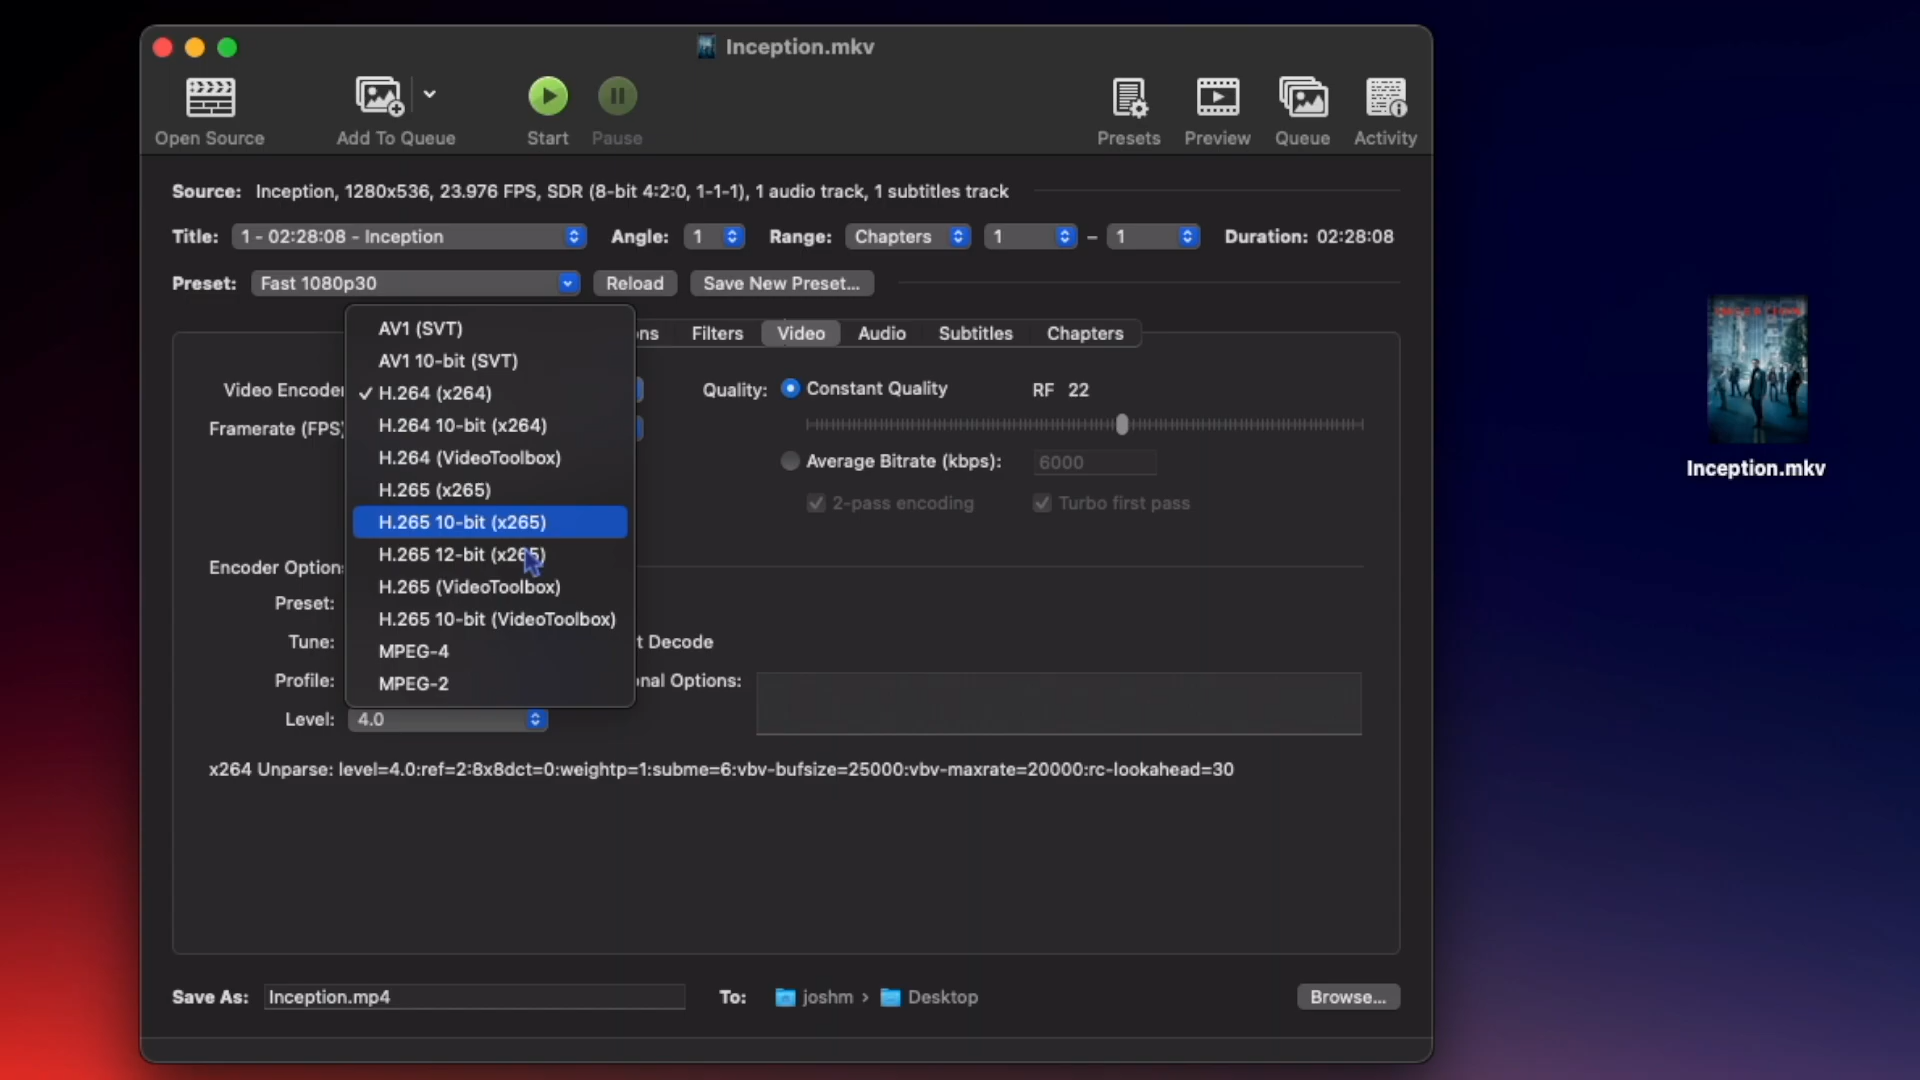 Inception.mkv
Open Source
Add To Queue
Start
Pause
Presets
Preview
Queue
Activity
Source: Inception, 1280x536, 23.976 FPS, SDR (8-bit 4:2:0, 1-1-1), 1 audio track, 1 subtitles track
Title: 1 - 02:28:08 - Inception Angle: 1 Range: Chapters 1 - 1 Duration: 02:28:08
Preset: Fast 1080p30 Reload Save New Preset...
ns Filters Video Audio Subtitles Chapters
AV1 (SVT)
AV1 10-bit (SVT)
Video Encoder ✓ H.264 (x264)
Quality: Constant Quality RF 22
Framerate (FPS) H.264 10-bit (x264)
H.264 (VideoToolbox)
Average Bitrate (kbps): 6000
H.265 (x265)
2-pass encoding Turbo first pass
H.265 10-bit (x265)
H.265 12-bit (x265)
Encoder Option
H.265 (VideoToolbox)
Preset:
H.265 10-bit (VideoToolbox)
Tune: t Decode
MPEG-4
Profile: MPEG-2 nal Options:
Level: 4.0
x264 Unparse: level=4.0:ref=2:8x8dct=0:weightp=1:subme=6:vbv-bufsize=25000:vbv-maxrate=20000:rc-lookahead=30
Save As: Inception.mp4 To: joshm › Desktop Browse...
INCEPTION
Inception.mkv